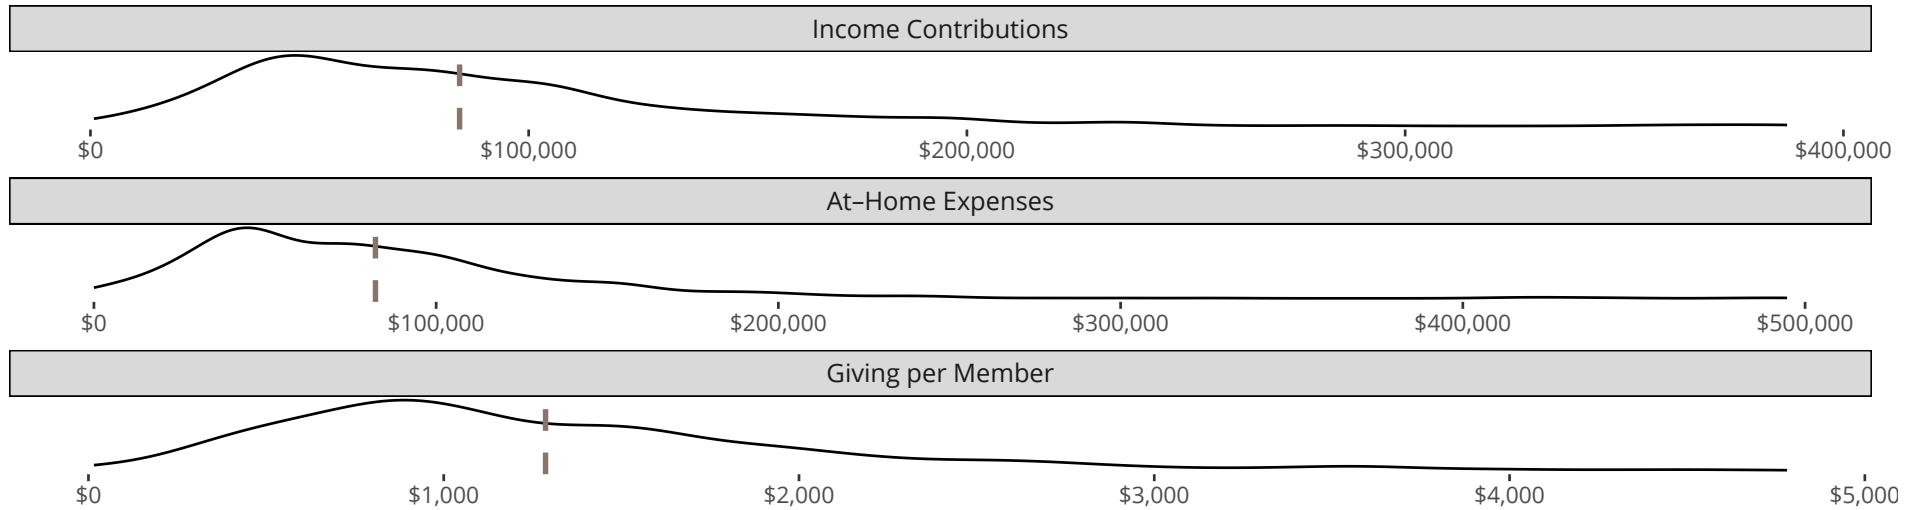 Income Contributions
$0 $100,000 $200,000 $300,000 $400,000
At–Home Expenses
$0 $100,000 $200,000 $300,000 $400,000 $500,000
Giving per Member
$0 $1,000 $2,000 $3,000 $4,000 $5,000